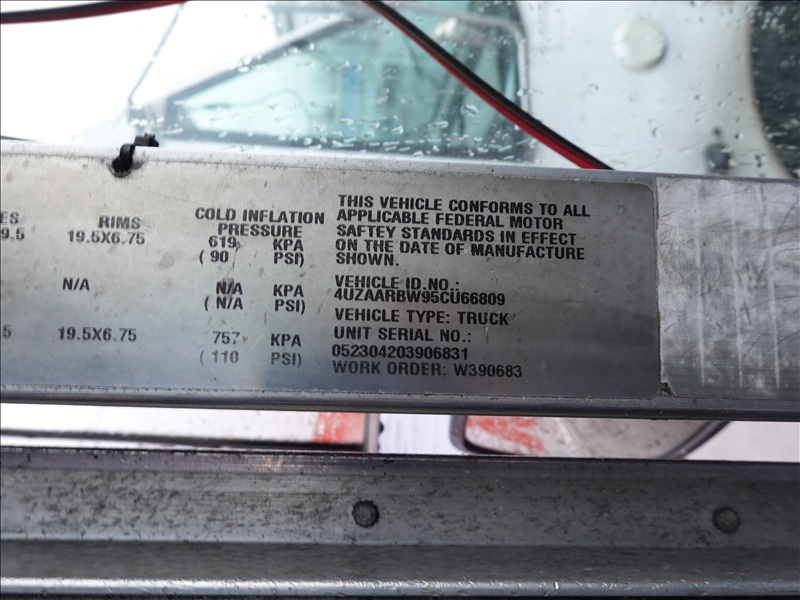 ES
9.5
RIMS
19.5X6.75
COLD INFLATION
PRESSURE
619 KPA
( 90 PSI)
N/A
N/A KPA
( N/A PSI)
5
19.5X6.75
757 KPA
( 110 PSI)
THIS VEHICLE CONFORMS TO ALL
APPLICABLE FEDERAL MOTOR
SAFTEY STANDARDS IN EFFECT
ON THE DATE OF MANUFACTURE
SHOWN.
VEHICLE ID.NO.:
4UZAARBW95CU66809
VEHICLE TYPE: TRUCK
UNIT SERIAL NO.:
052304203906831
WORK ORDER: W390683